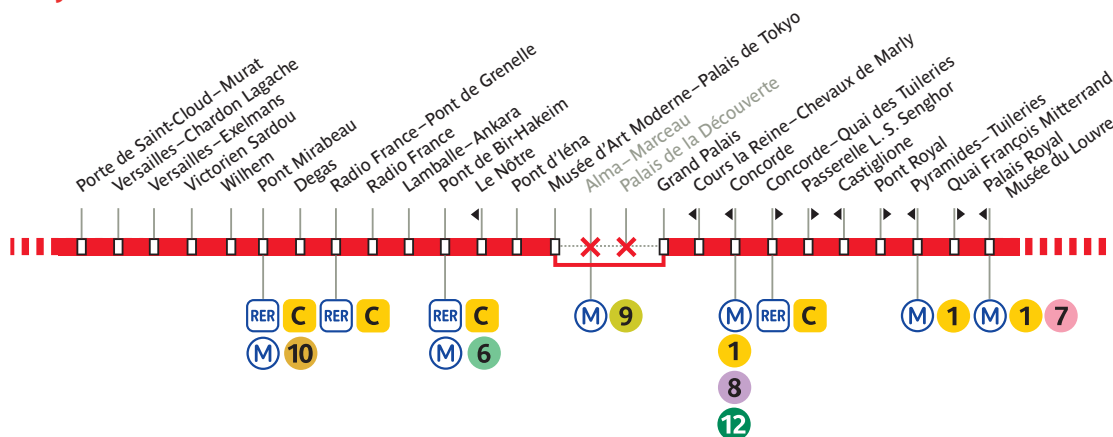 Porte de Saint-Cloud–Murat
Versailles–Chardon Lagache
Versailles–Exelmans
Victorien Sardou
Wilhem
Pont Mirabeau
Degas
Radio France–Pont de Grenelle
Radio France
Lamballe–Ankara
Pont de Bir-Hakeim
Le Nôtre
Pont d'Iéna
Musée d'Art Moderne–Palais de Tokyo
Alma–Marceau
Palais de la Découverte
Grand Palais
Cours la Reine–Chevaux de Marly
Concorde
Concorde–Quai des Tuileries
Passerelle L. S. Senghor
Castiglione
Pont Royal
Pyramides–Tuileries
Quai François Mitterrand
Palais Royal
Musée du Louvre
RER C RER C RER C M 9 M RER C M 1 M 1 7
M 10 M 6 1
8
12